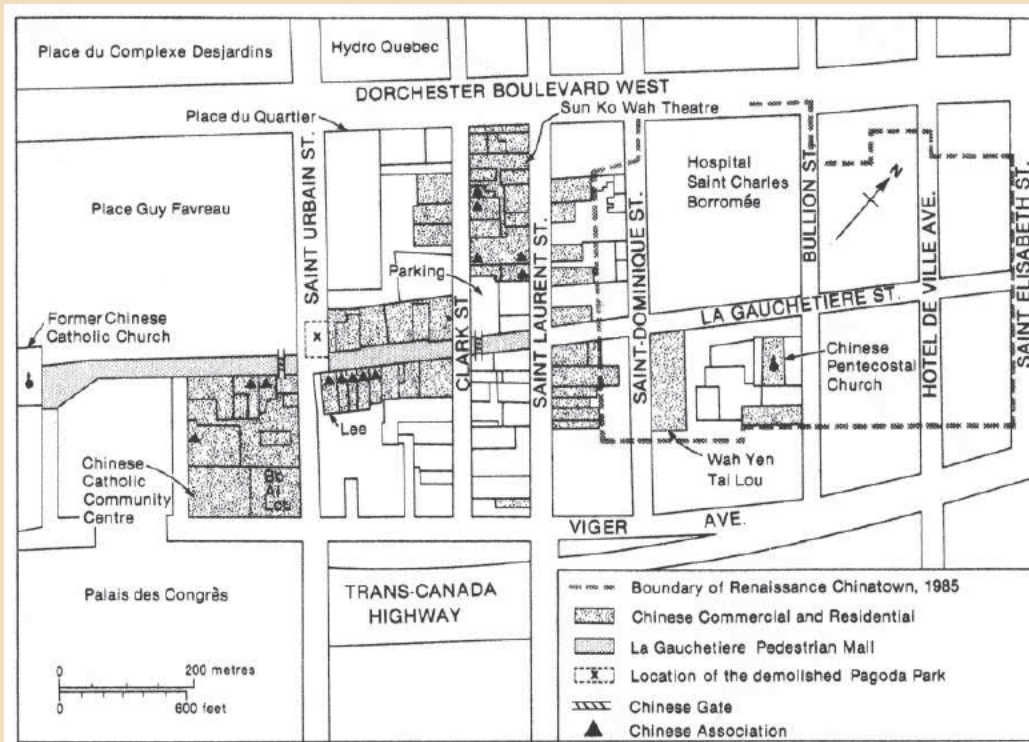 Place du Complexe Desjardins
Hydro Quebec
DORCHESTER BOULEVARD WEST
Place du Quartier
Sun Ko Wah Theatre
Place Guy Favreau
SAINT URBAIN ST.
Hospital
Saint Charles
Borromée
BULLION ST.
N
HOTEL DE VILLE AVE.
SAINT ELISABETH ST.
Parking
CLARK ST
SAINT LAURENT ST.
SAINT-DOMINIQUE ST.
LA GAUCHETIERE ST.
Former Chinese
Catholic Church
x
Chinese
Pentecostal
Church
Lee
Chinese
Catholic
Community
Centre
Bo
Ai
Lou
Wah Yen
Tai Lou
VIGER AVE.
Palais des Congrès
TRANS-CANADA
HIGHWAY
0 200 metres
0 600 feet
Boundary of Renaissance Chinatown, 1985
Chinese Commercial and Residential
La Gauchetiere Pedestrian Mall
x Location of the demolished Pagoda Park
Chinese Gate
Chinese Association